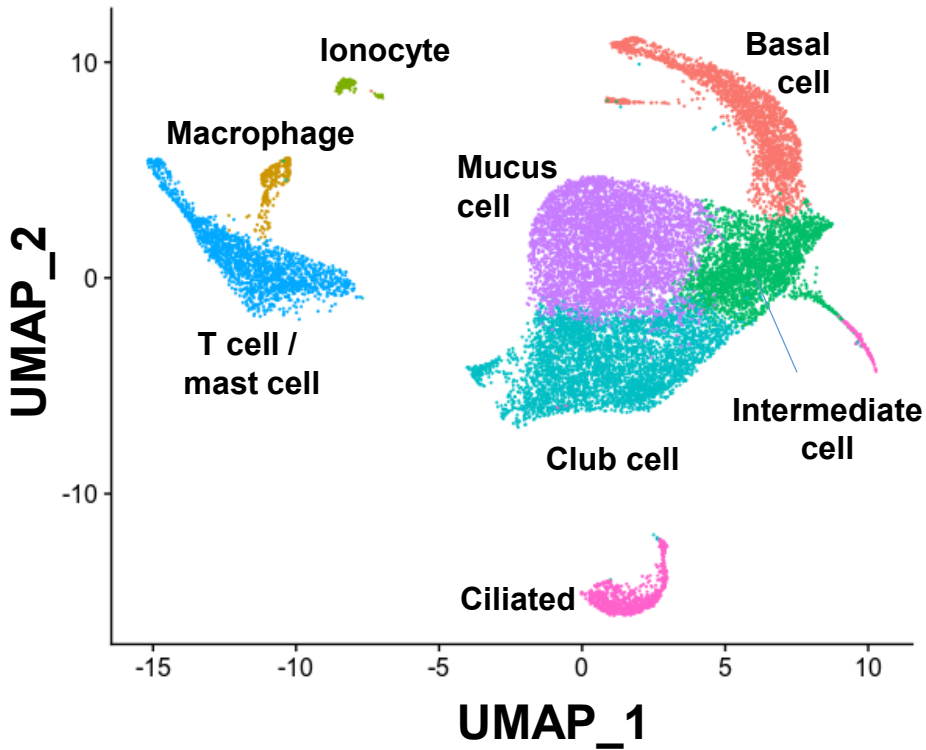 Ionocyte
Basal
cell
Macrophage
Mucus
cell
T cell /
mast cell
Intermediate
cell
Club cell
Ciliated
10
0
-10
UMAP_2
-15
-10
-5
0
5
10
UMAP_1